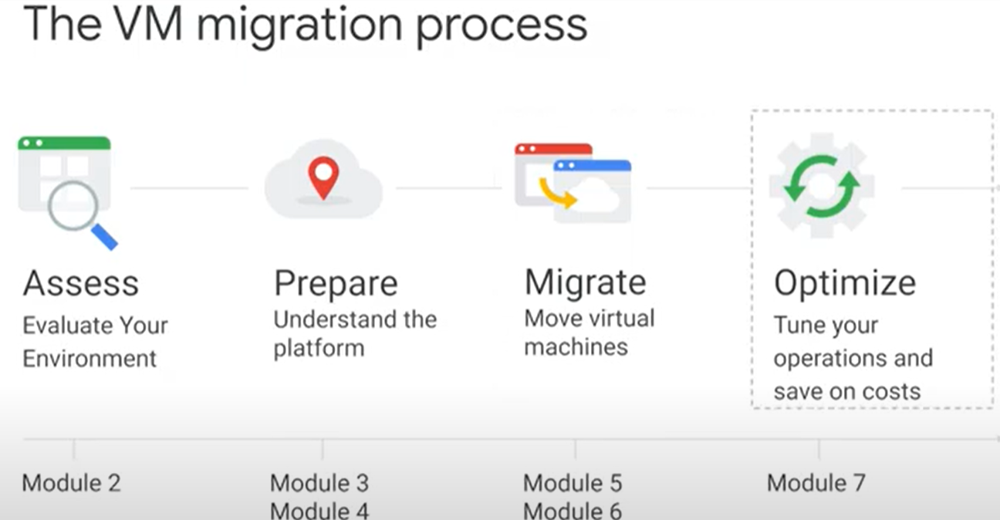 The VM migration process
Assess
Evaluate Your
Environment
Prepare
Understand the
platform
Migrate
Move virtual
machines
Optimize
Tune your
operations and
save on costs
Module 2
Module 3
Module 4
Module 5
Module 6
Module 7